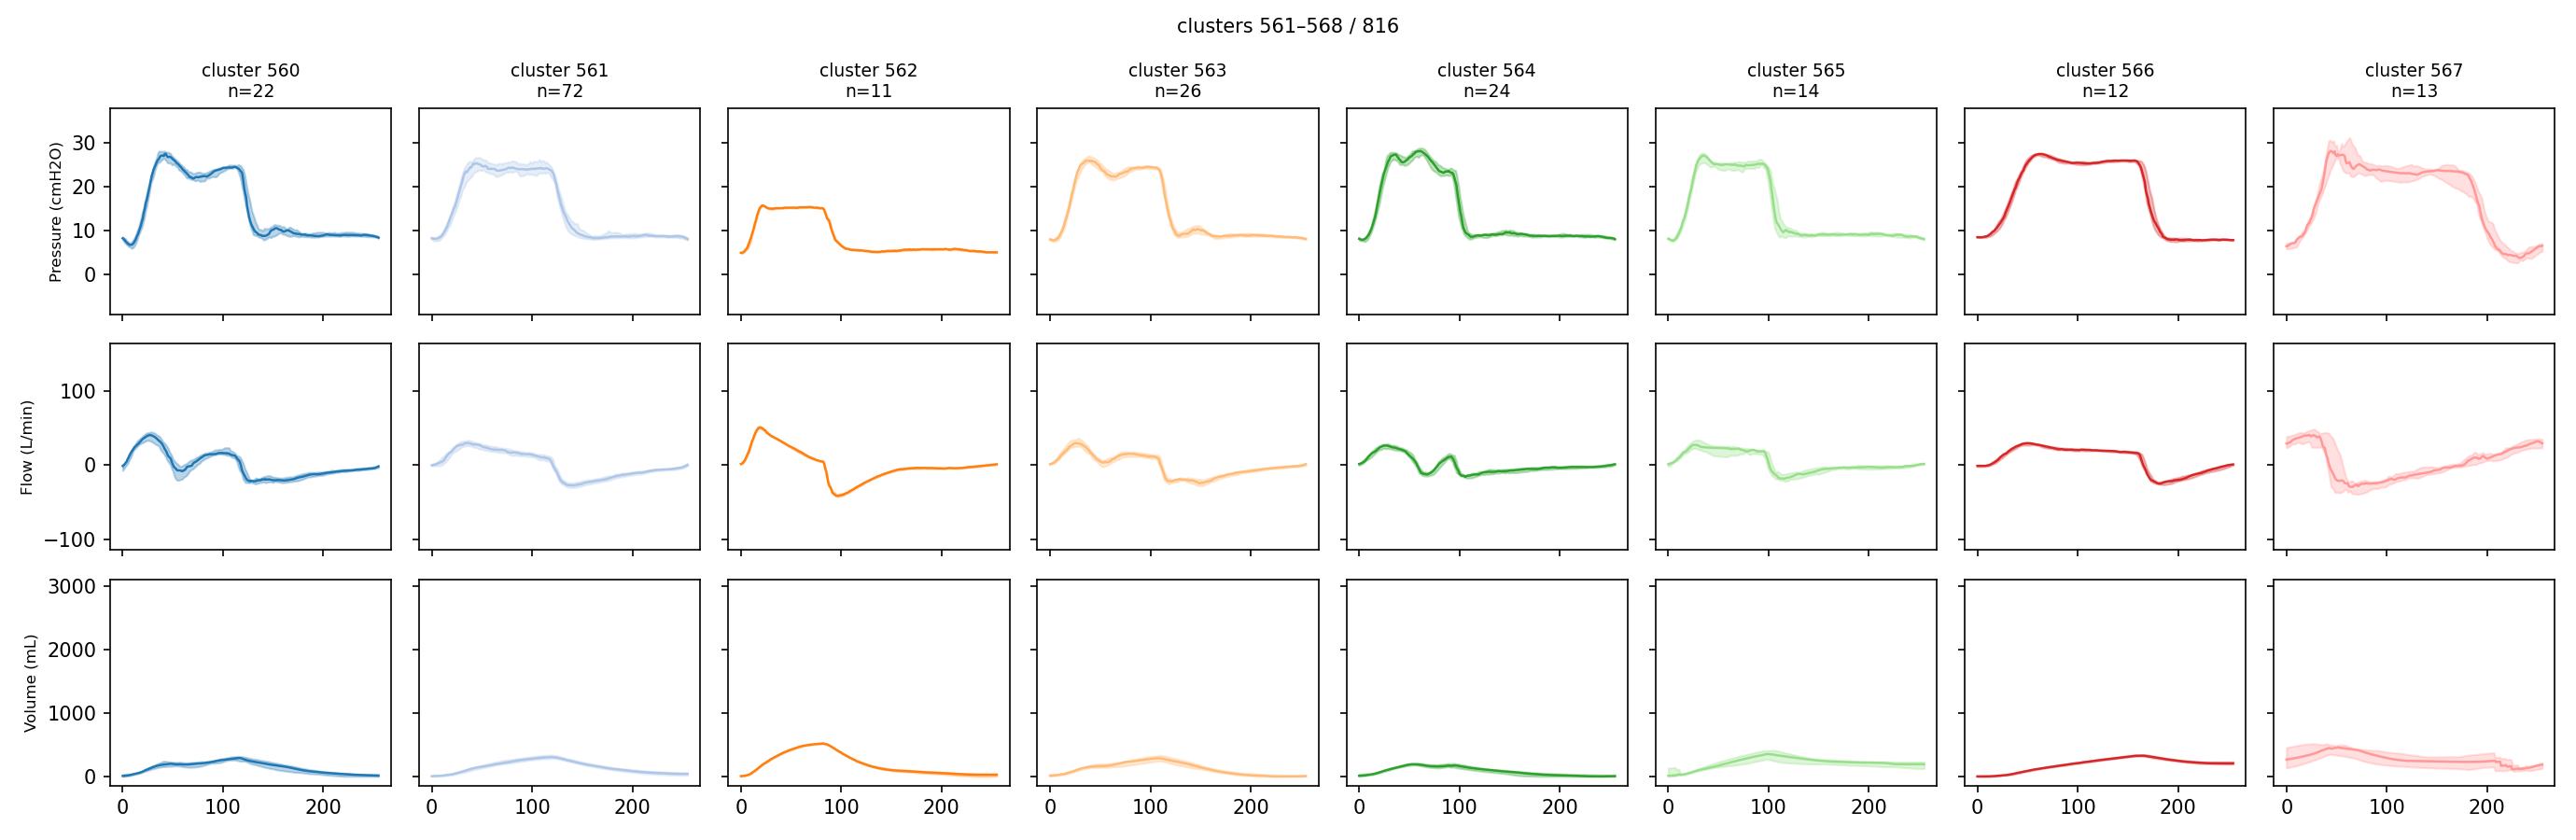 clusters 561–568 / 816
cluster 560
n=22
cluster 561
n=72
cluster 562
n=11
cluster 563
n=26
cluster 564
n=24
cluster 565
n=14
cluster 566
n=12
cluster 567
n=13
Pressure (cmH2O)
30
20
10
0
Flow (L/min)
100
0
−100
Volume (mL)
3000
2000
1000
0
0 100 200
0 100 200
0 100 200
0 100 200
0 100 200
0 100 200
0 100 200
0 100 200